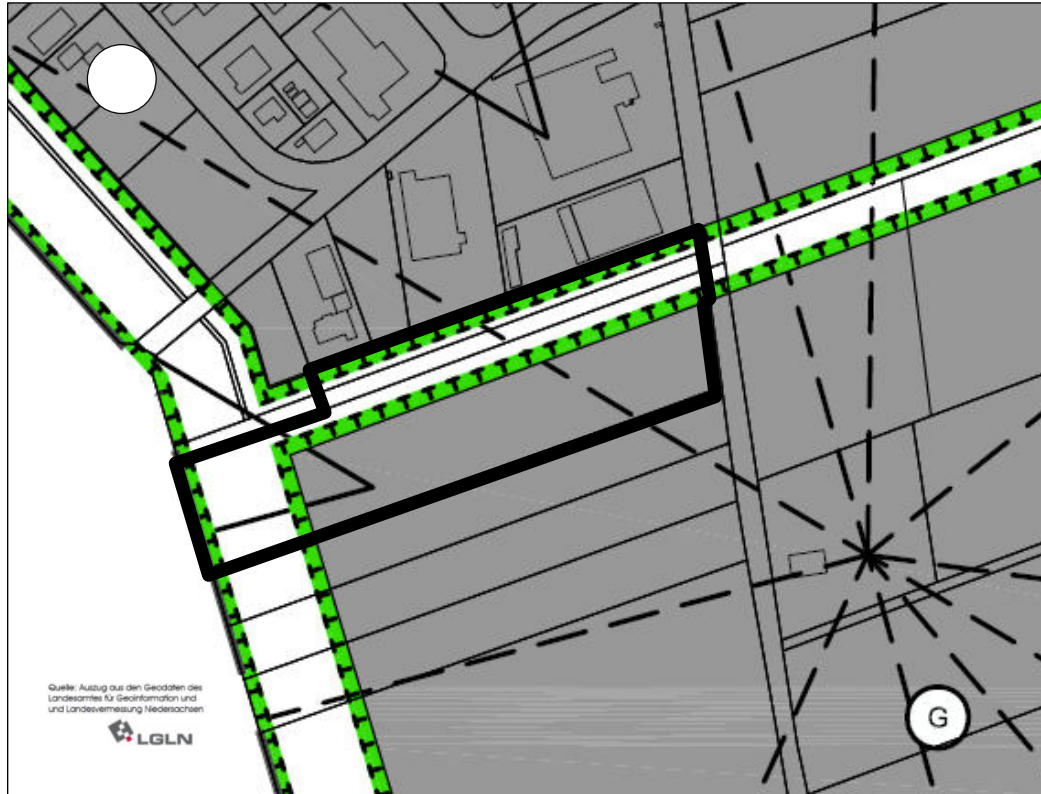 Quelle: Auszug aus den Geodaten des
Landesamtes für Geoinformation und
und Landesvermessung Niedersachsen
LGLN
G